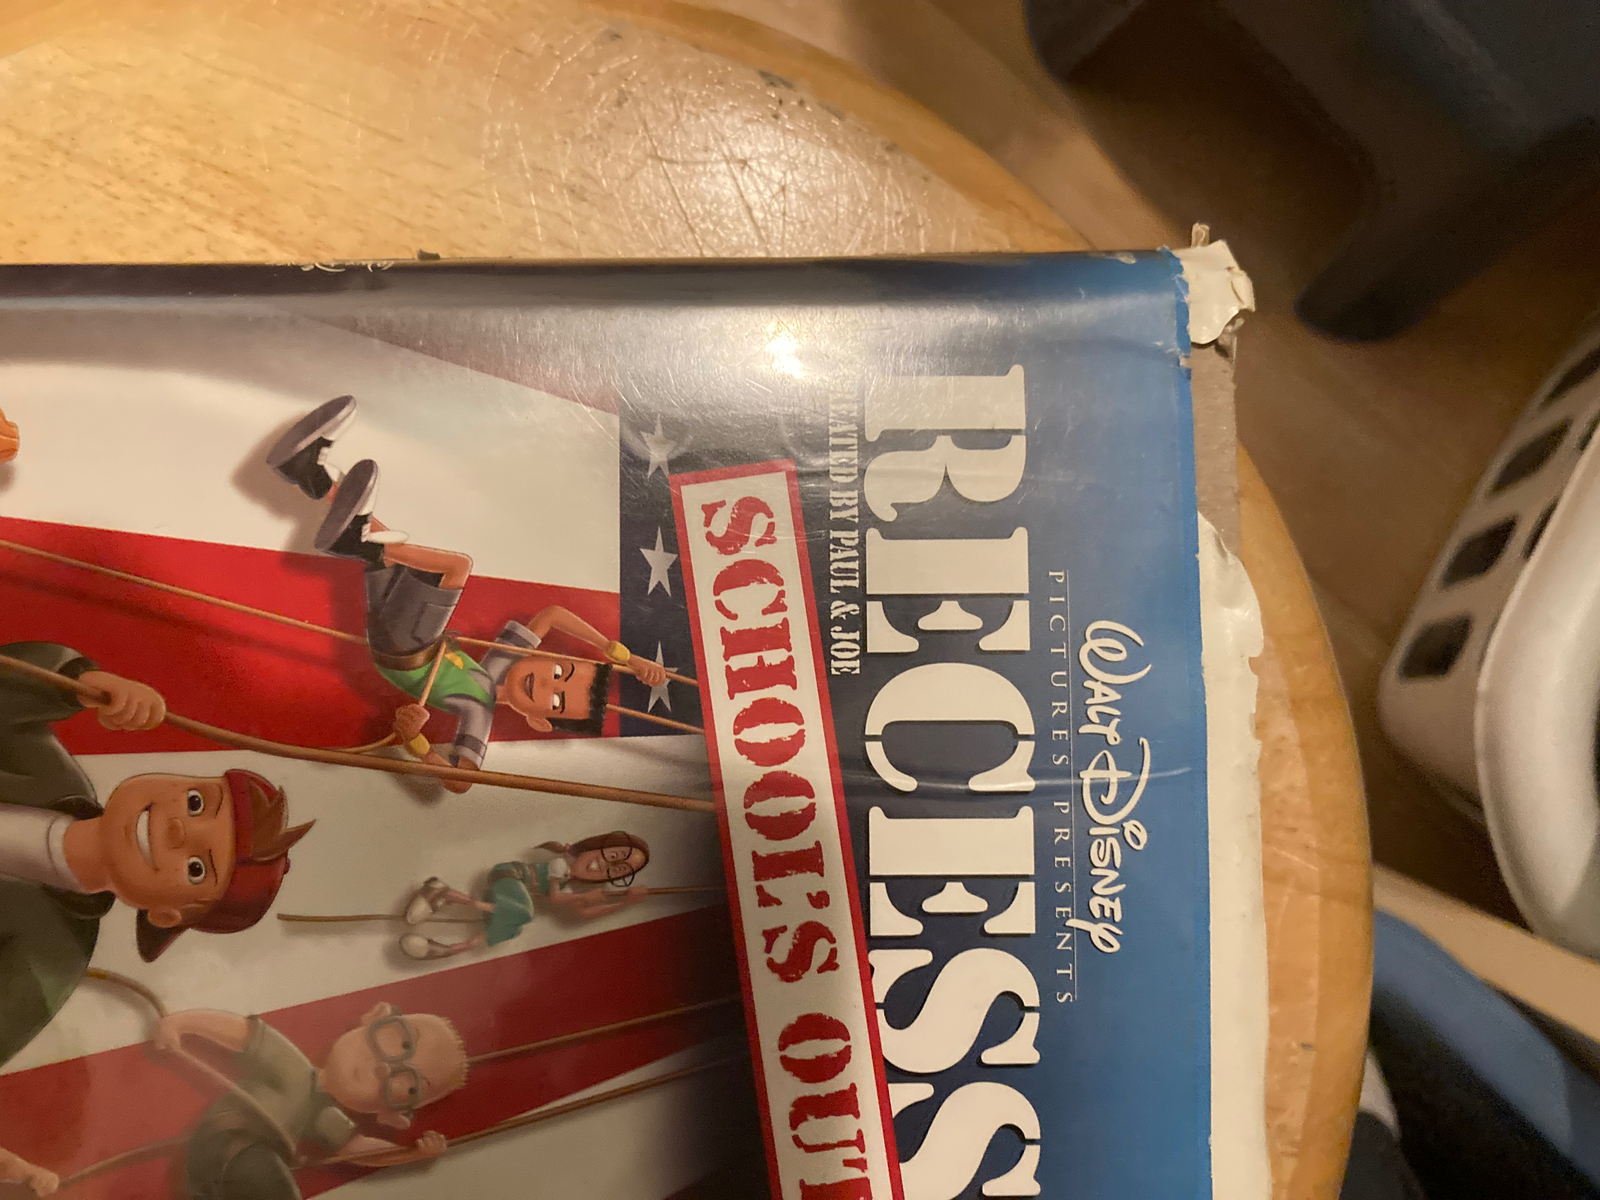 WALT DISNEY
PICTURES PRESENTS
RECESS
CREATED BY PAUL & JOE
SCHOOL'S OUT